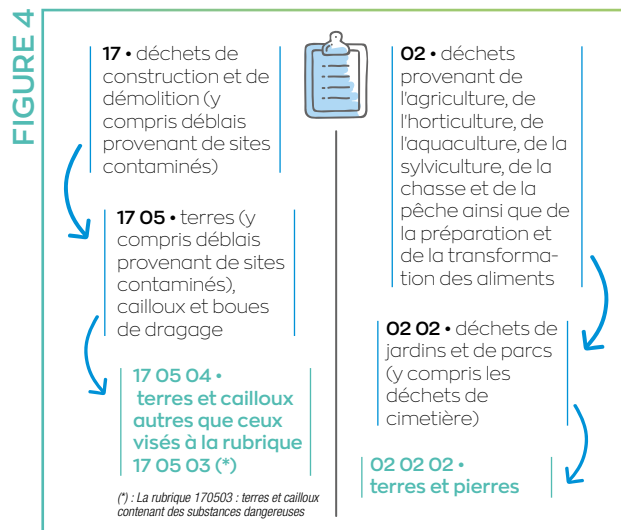 FIGURE 4
17 • déchets de
construction et de
démolition (y
compris déblais
provenant de sites
contaminés)
17 05 • terres (y
compris déblais
provenant de sites
contaminés),
cailloux et boues
de dragage
17 05 04 •
terres et cailloux
autres que ceux
visés à la rubrique
17 05 03 (*)
(*) : La rubrique 170503 : terres et cailloux
contenant des substances dangereuses
02 • déchets
provenant de
l'agriculture, de
l'horticulture, de
l'aquaculture, de la
sylviculture, de la
chasse et de la
pêche ainsi que de
la préparation et
de la transforma-
tion des aliments
02 02 • déchets de
jardins et de parcs
(y compris les
déchets de
cimetière)
02 02 02 •
terres et pierres